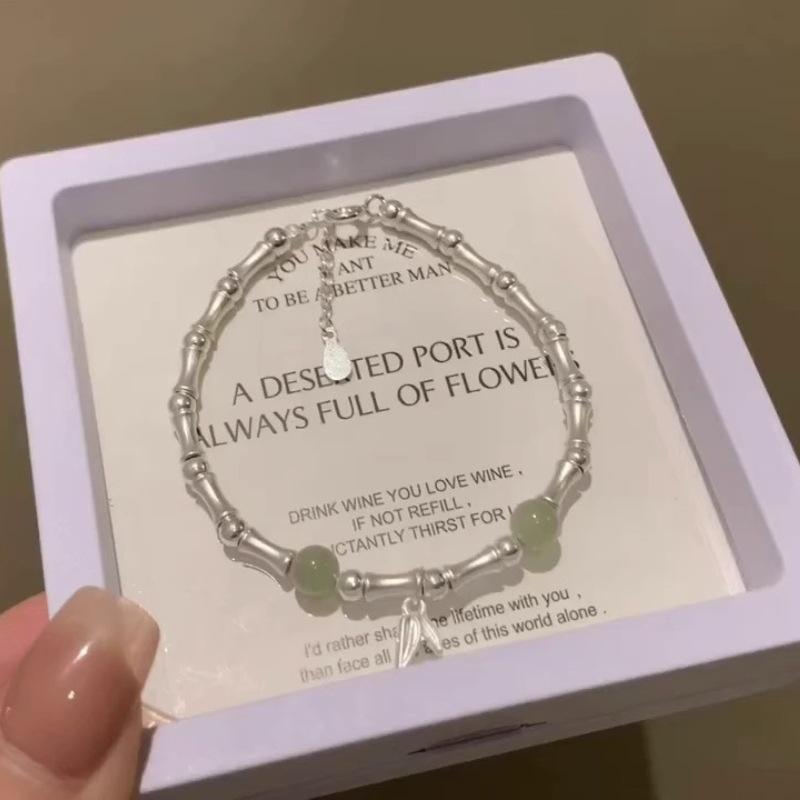 YOU MAKE ME
ANT
TO BE A BETTER MAN
A DESERTED PORT IS
ALWAYS FULL OF FLOWERS
DRINK WINE YOU LOVE WINE ,
IF NOT REFILL ,
THIRST FOR
I'd rather lifetime with you ,
than face all of this world alone .